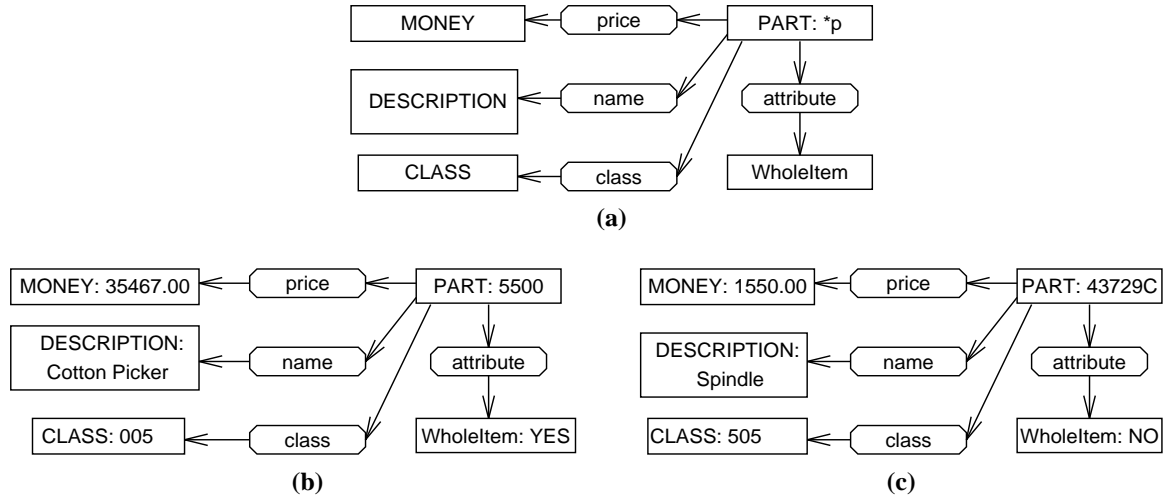 MONEY price PART: *p
DESCRIPTION name attribute
CLASS class WholeItem
(a)
MONEY: 35467.00 price PART: 5500
DESCRIPTION:
Cotton Picker name attribute
CLASS: 005 class WholeItem: YES
(b)
MONEY: 1550.00 price PART: 43729C
DESCRIPTION:
Spindle name attribute
CLASS: 505 class WholeItem: NO
(c)